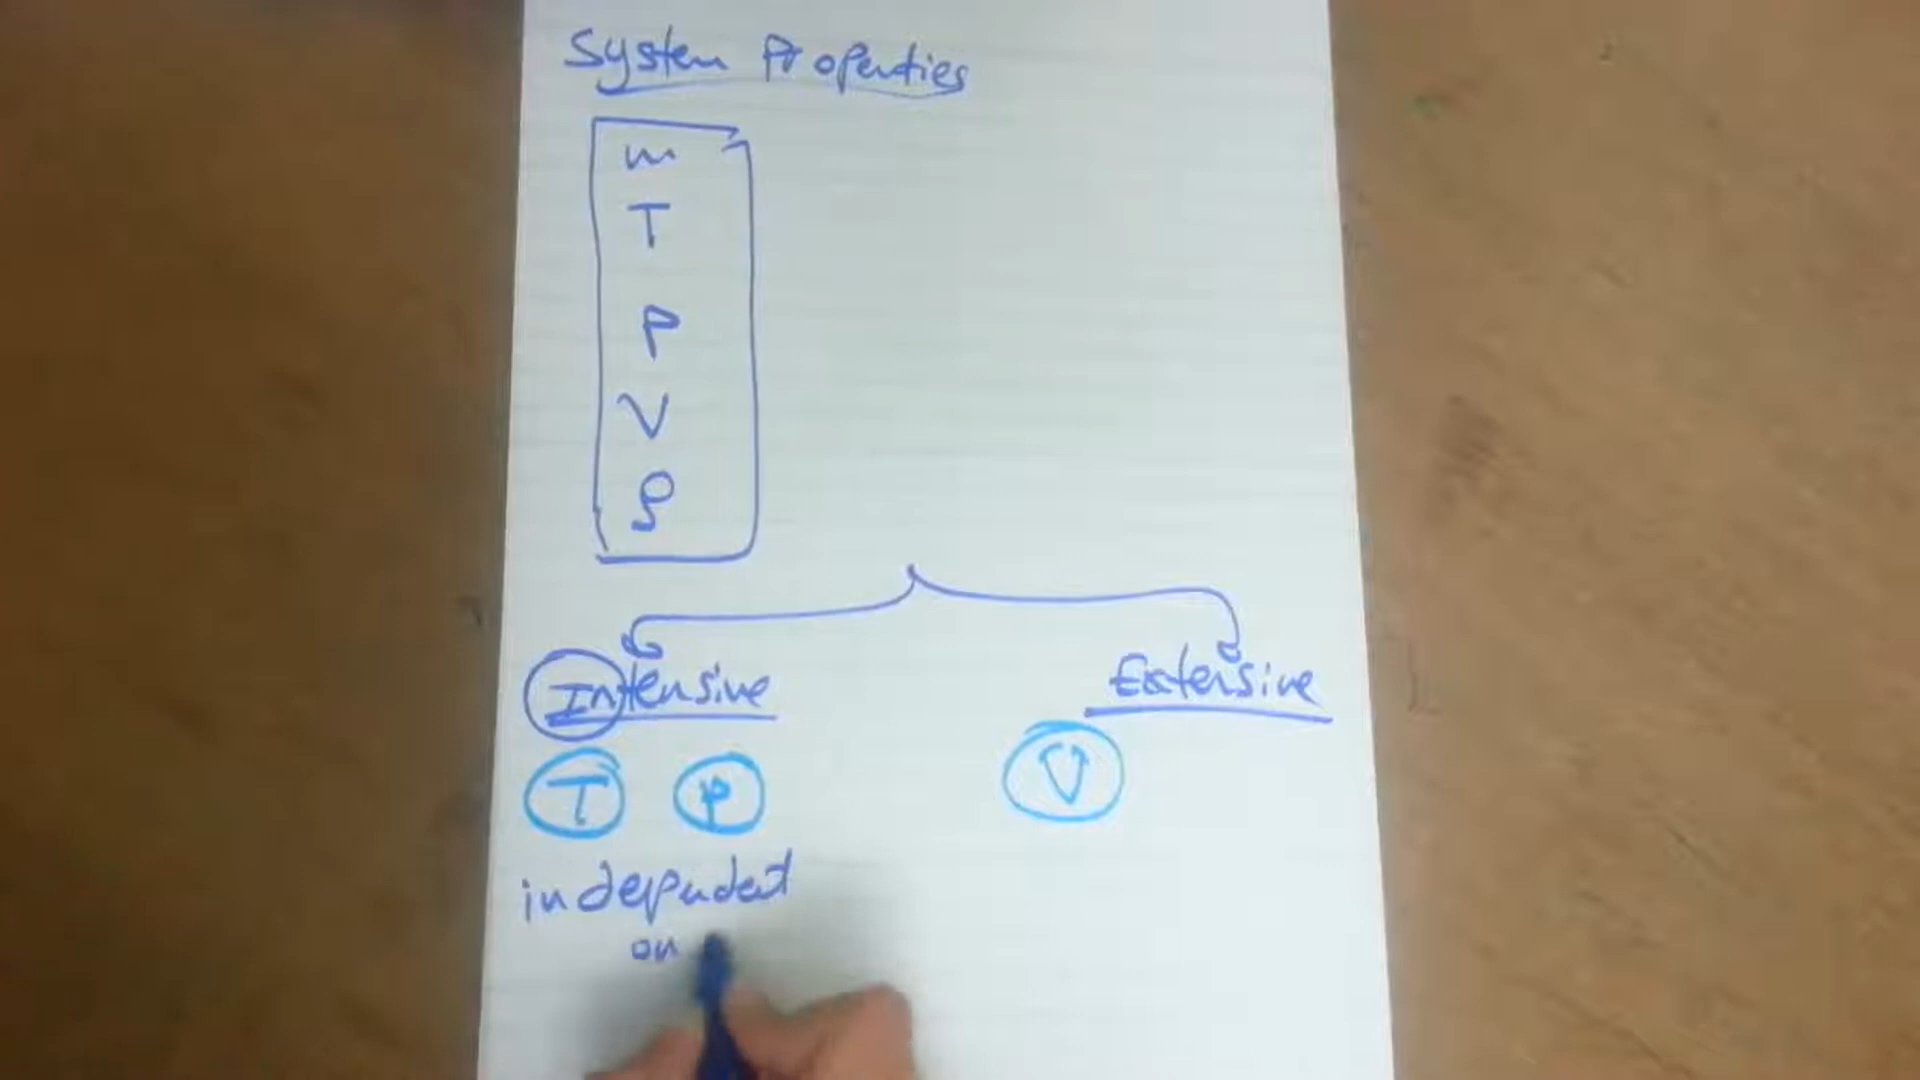 System Properties
m
T
P
V
ρ
Intensive Extensive
T P V
independent
on